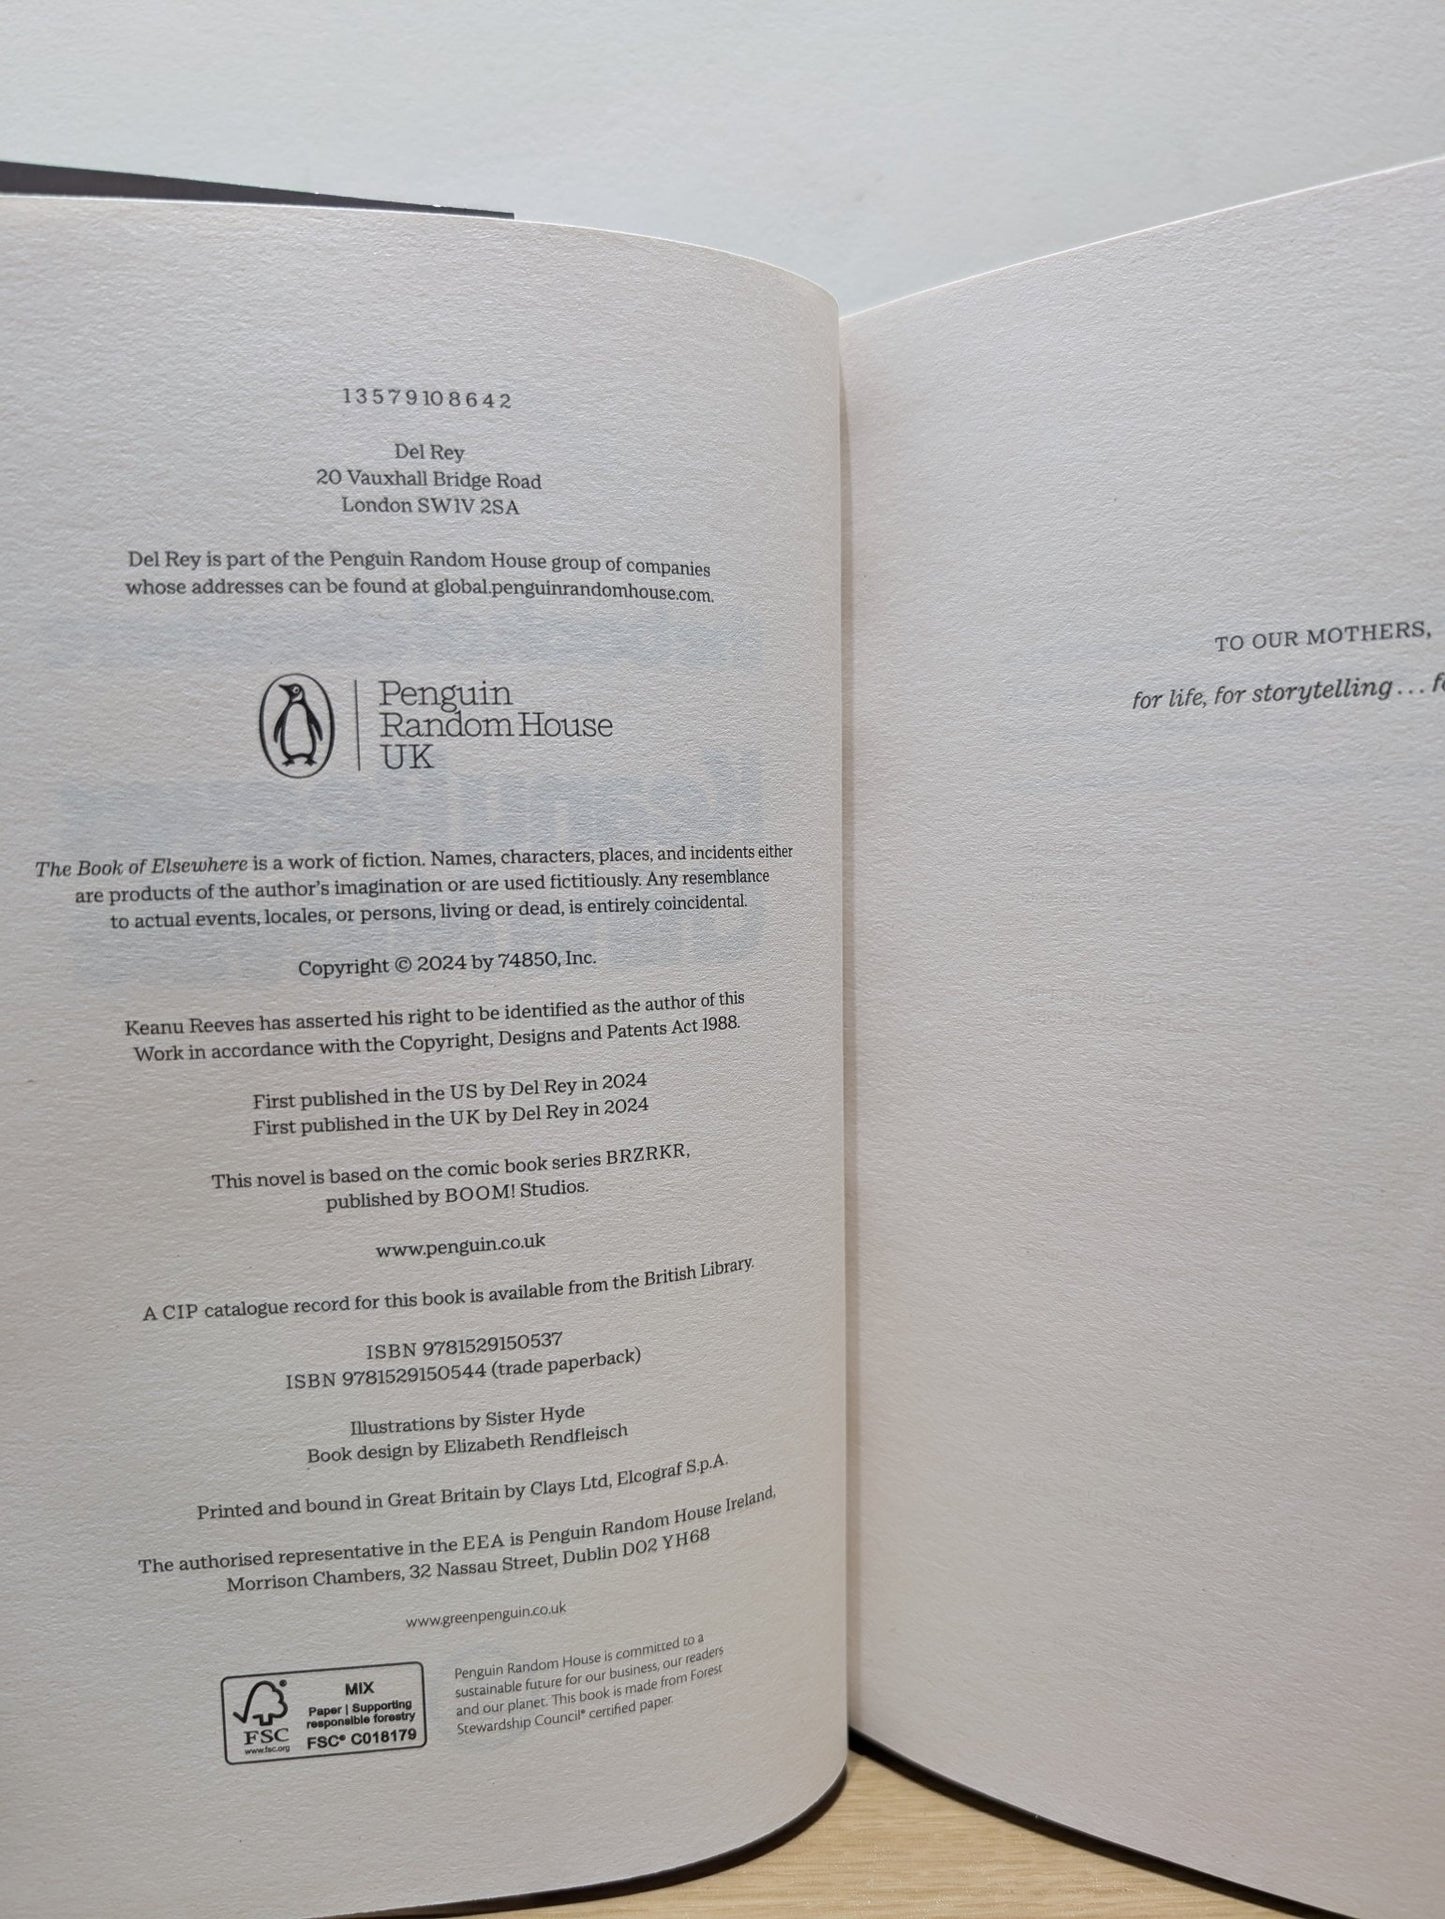 1 3 5 7 9 10 8 6 4 2
Del Rey
20 Vauxhall Bridge Road
London SW1V 2SA
Del Rey is part of the Penguin Random House group of companies
whose addresses can be found at global.penguinrandomhouse.com.
Penguin
Random House
UK
The Book of Elsewhere is a work of fiction. Names, characters, places, and incidents either
are products of the author's imagination or are used fictitiously. Any resemblance
to actual events, locales, or persons, living or dead, is entirely coincidental.
Copyright © 2024 by 74850, Inc.
Keanu Reeves has asserted his right to be identified as the author of this
Work in accordance with the Copyright, Designs and Patents Act 1988.
First published in the US by Del Rey in 2024
First published in the UK by Del Rey in 2024
This novel is based on the comic book series BRZRKR,
published by BOOM! Studios.
www.penguin.co.uk
A CIP catalogue record for this book is available from the British Library.
ISBN 9781529150537
ISBN 9781529150544 (trade paperback)
Illustrations by Sister Hyde
Book design by Elizabeth Rendfleisch
Printed and bound in Great Britain by Clays Ltd, Elcograf S.p.A.
The authorised representative in the EEA is Penguin Random House Ireland,
Morrison Chambers, 32 Nassau Street, Dublin D02 YH68
www.greenpenguin.co.uk
FSC
www.fsc.org
MIX
Paper | Supporting
responsible forestry
FSC® C018179
Penguin Random House is committed to a
sustainable future for our business, our readers
and our planet. This book is made from Forest
Stewardship Council® certified paper.
TO OUR MOTHERS,
for life, for storytelling . . .